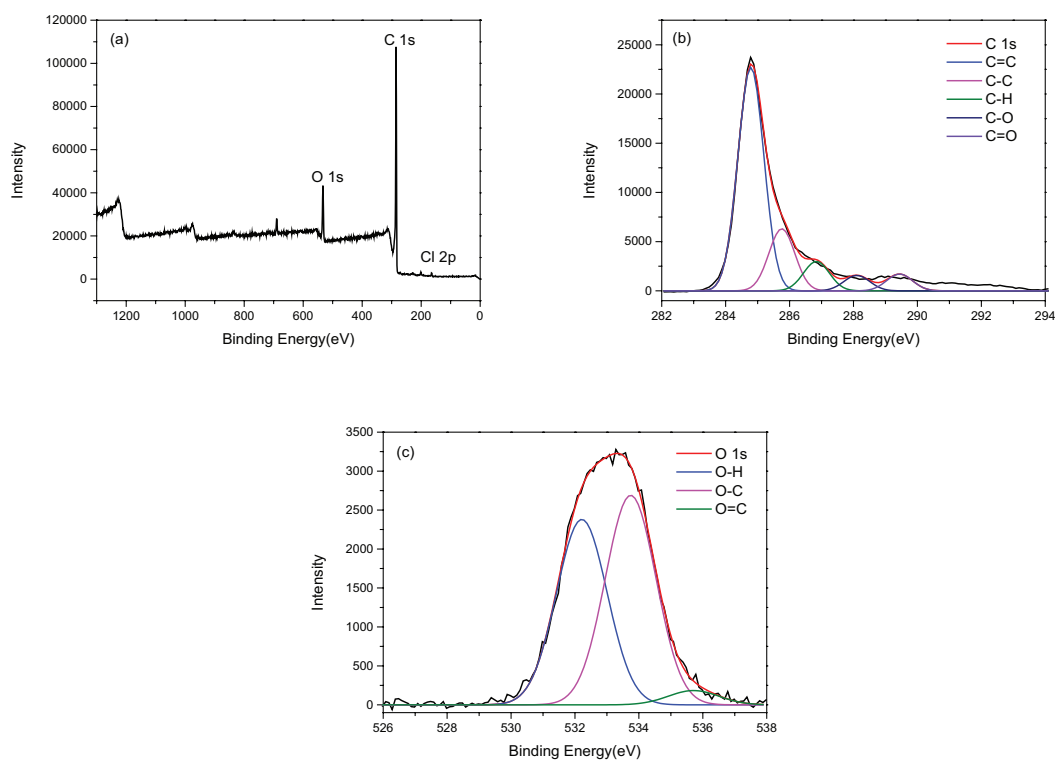 (a)
C 1s
O 1s
Cl 2p
120000
100000
80000
60000
40000
20000
0
1200 1000 800 600 400 200 0
Intensity
Binding Energy(eV)
(b)
C 1s
C=C
C-C
C-H
C-O
C=O
25000
20000
15000
10000
5000
0
282 284 286 288 290 292 294
Intensity
Binding Energy(eV)
(c)
O 1s
O-H
O-C
O=C
3500
3000
2500
2000
1500
1000
500
0
526 528 530 532 534 536 538
Intensity
Binding Energy(eV)